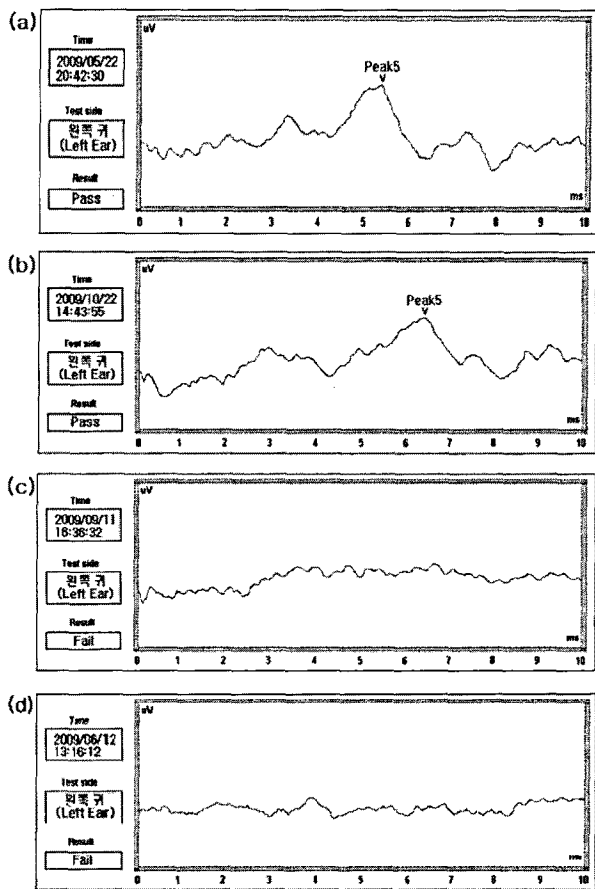 (a)
Time
2009/05/22
20:42:30
Test side
왼쪽 귀
(Left Ear)
Result
Pass
uV
Peak5
ms
0 1 2 3 4 5 6 7 8 9 10
(b)
Time
2009/10/22
14:43:55
Test side
왼쪽 귀
(Left Ear)
Result
Pass
uV
Peak5
ms
0 1 2 3 4 5 6 7 8 9 10
(c)
Time
2009/09/11
16:36:32
Test side
왼쪽 귀
(Left Ear)
Result
Fail
uV
ms
0 1 2 3 4 5 6 7 8 9 10
(d)
Time
2009/06/12
13:16:12
Test side
왼쪽 귀
(Left Ear)
Result
Fail
uV
ms
0 1 2 3 4 5 6 7 8 9 10